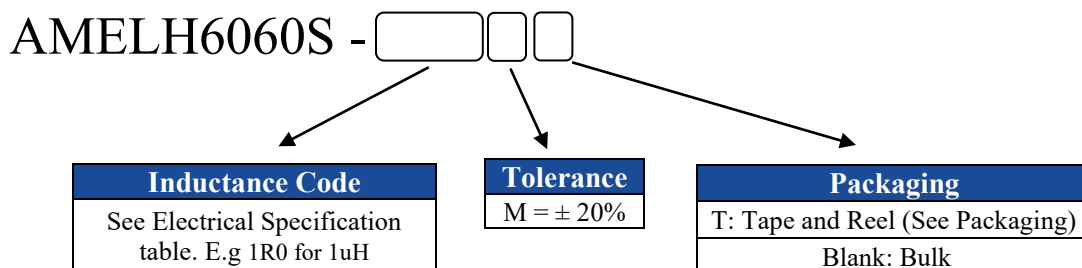 AMELH6060S -
Inductance Code
See Electrical Specification
table. E.g 1R0 for 1uH
Tolerance
M = ± 20%
Packaging
T: Tape and Reel (See Packaging)
Blank: Bulk